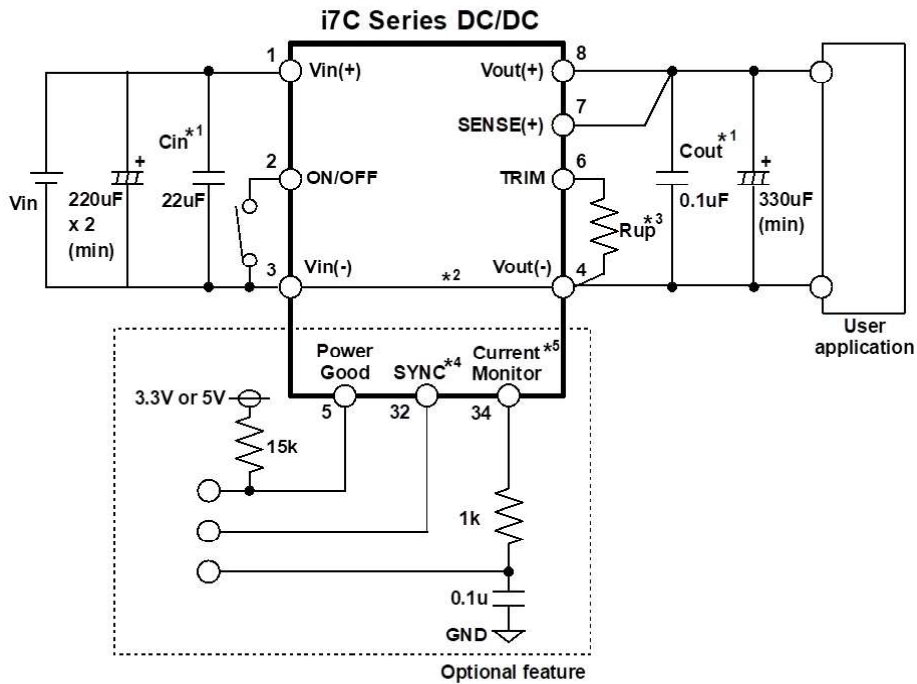 i7C Series DC/DC
1
Vin(+)
Vout(+)
8
7
SENSE(+)
Cin*1
Cout*1
2
ON/OFF
TRIM
6
+
+
Vin
220uF
x 2
(min)
22uF
Rup*3
0.1uF
330uF
(min)
3
Vin(-)
*2
Vout(-)
4
User
application
Power
Good
SYNC*4
Current*5
Monitor
3.3V or 5V
5
32
34
15k
1k
0.1u
GND
Optional feature